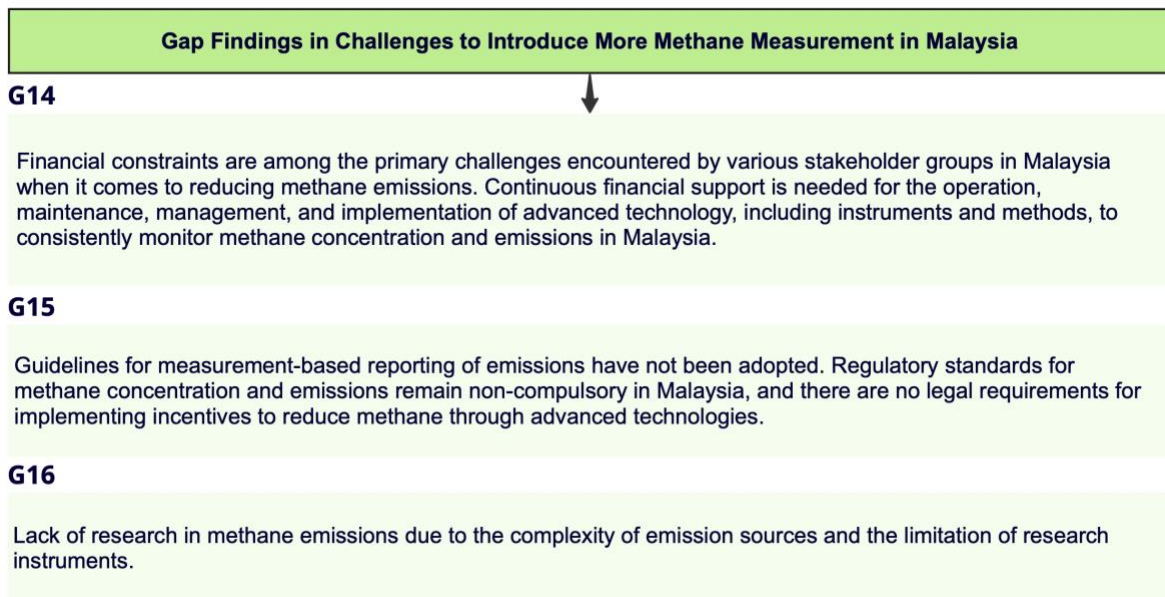 Gap Findings in Challenges to Introduce More Methane Measurement in Malaysia
G14
Financial constraints are among the primary challenges encountered by various stakeholder groups in Malaysia
when it comes to reducing methane emissions. Continuous financial support is needed for the operation,
maintenance, management, and implementation of advanced technology, including instruments and methods, to
consistently monitor methane concentration and emissions in Malaysia.
G15
Guidelines for measurement-based reporting of emissions have not been adopted. Regulatory standards for
methane concentration and emissions remain non-compulsory in Malaysia, and there are no legal requirements for
implementing incentives to reduce methane through advanced technologies.
G16
Lack of research in methane emissions due to the complexity of emission sources and the limitation of research
instruments.